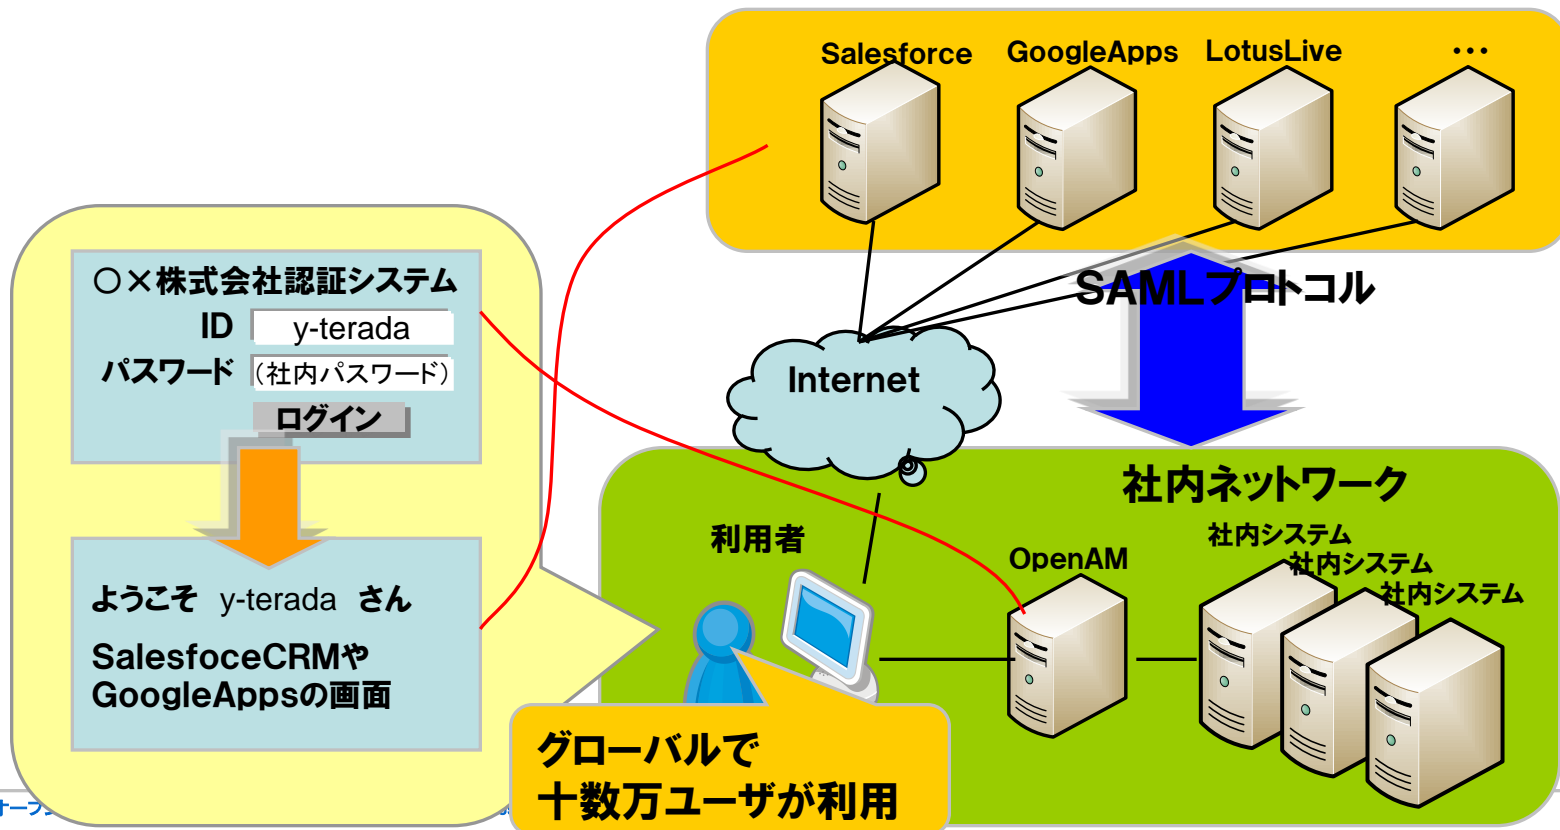 Salesforce
GoogleApps
LotusLive
…
○×株式会社認証システム
ID
y-terada
パスワード
(社内パスワード)
ログイン
ようこそ y-terada さん
SalesfoceCRMや
GoogleAppsの画面
SAMLプロトコル
Internet
社内ネットワーク
利用者
OpenAM
社内システム
社内システム
社内システム
グローバルで
十数万ユーザが利用